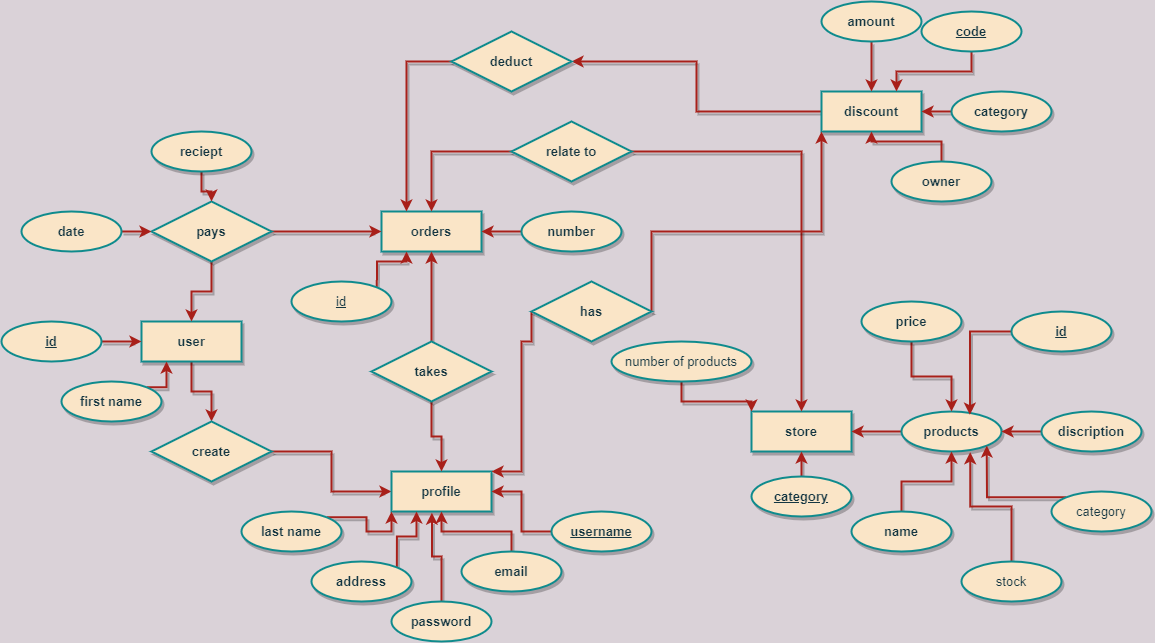 amount
code
deduct
discount
category
relate to
reciept
owner
date
pays
orders
number
id
has
price
id
id
user
number of products
takes
first name
store
products
discription
create
profile
category
category
last name
username
name
address
email
stock
password